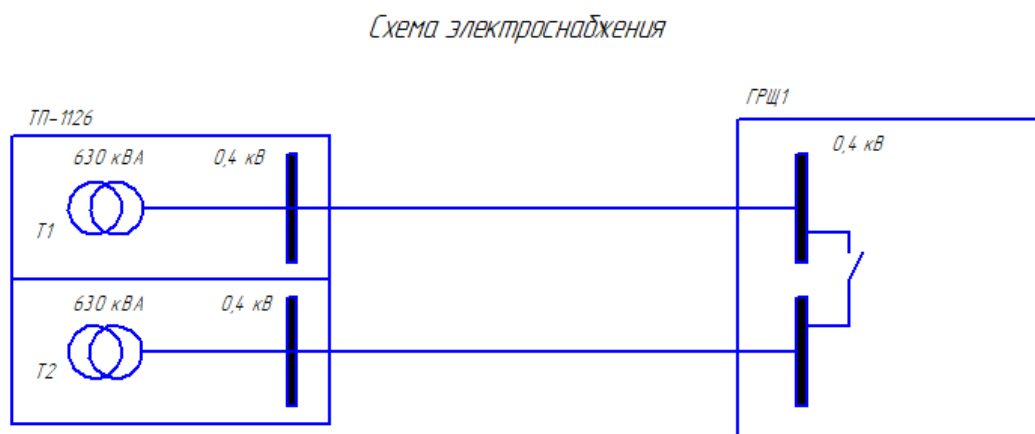 Схема электроснабжения
ТП-1126
630 кВА
0,4 кВ
Т1
630 кВА
0,4 кВ
Т2
ГРЩ1
0,4 кВ